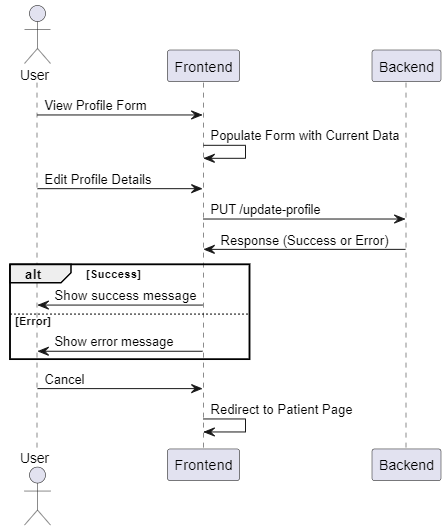 User
Frontend
Backend
View Profile Form
Populate Form with Current Data
Edit Profile Details
PUT /update-profile
Response (Success or Error)
alt [Success]
Show success message
[Error]
Show error message
Cancel
Redirect to Patient Page
User
Frontend
Backend